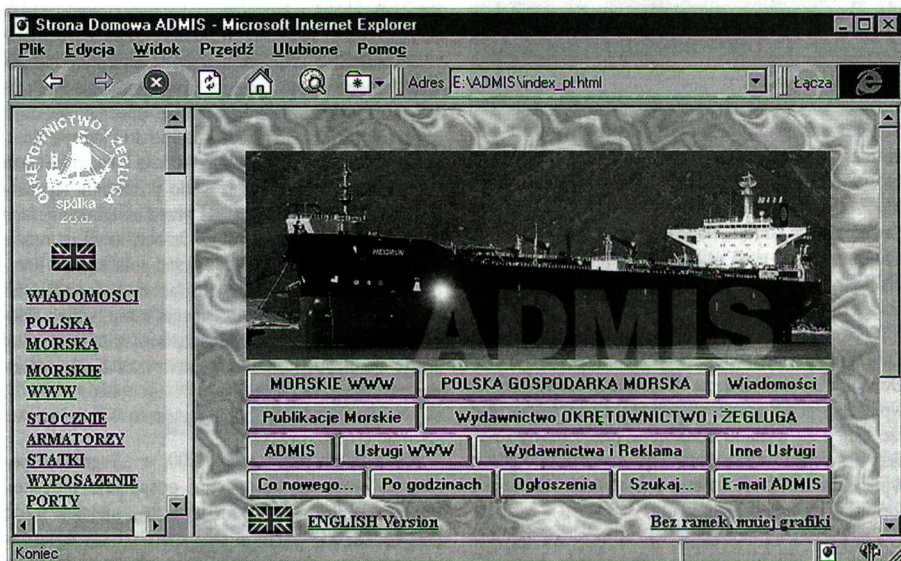 Strona Domowa ADMIS - Microsoft Internet Explorer
Plik Edycja Widok Przejdź Ulubione Pomoc
Adres E:\ADMIS\index_pl.html Łącza
OKRĘTOWNICTWO I ŻEGLUGA
spółka
z o.o.
WIADOMOSCI
POLSKA
MORSKA
MORSKIE
WWW
STOCZNIE
ARMATORZY
STATKI
WYPOSAZENIE
PORTY
HEIDRUN
ADMIS
MORSKIE WWW POLSKA GOSPODARKA MORSKA Wiadomości
Publikacje Morskie Wydawnictwo OKRĘTOWNICTWO i ŻEGLUGA
ADMIS Usługi WWW Wydawnictwa i Reklama Inne Usługi
Co nowego... Po godzinach Ogłoszenia Szukaj... E-mail ADMIS
ENGLISH Version Bez ramek, mniej grafiki
Koniec